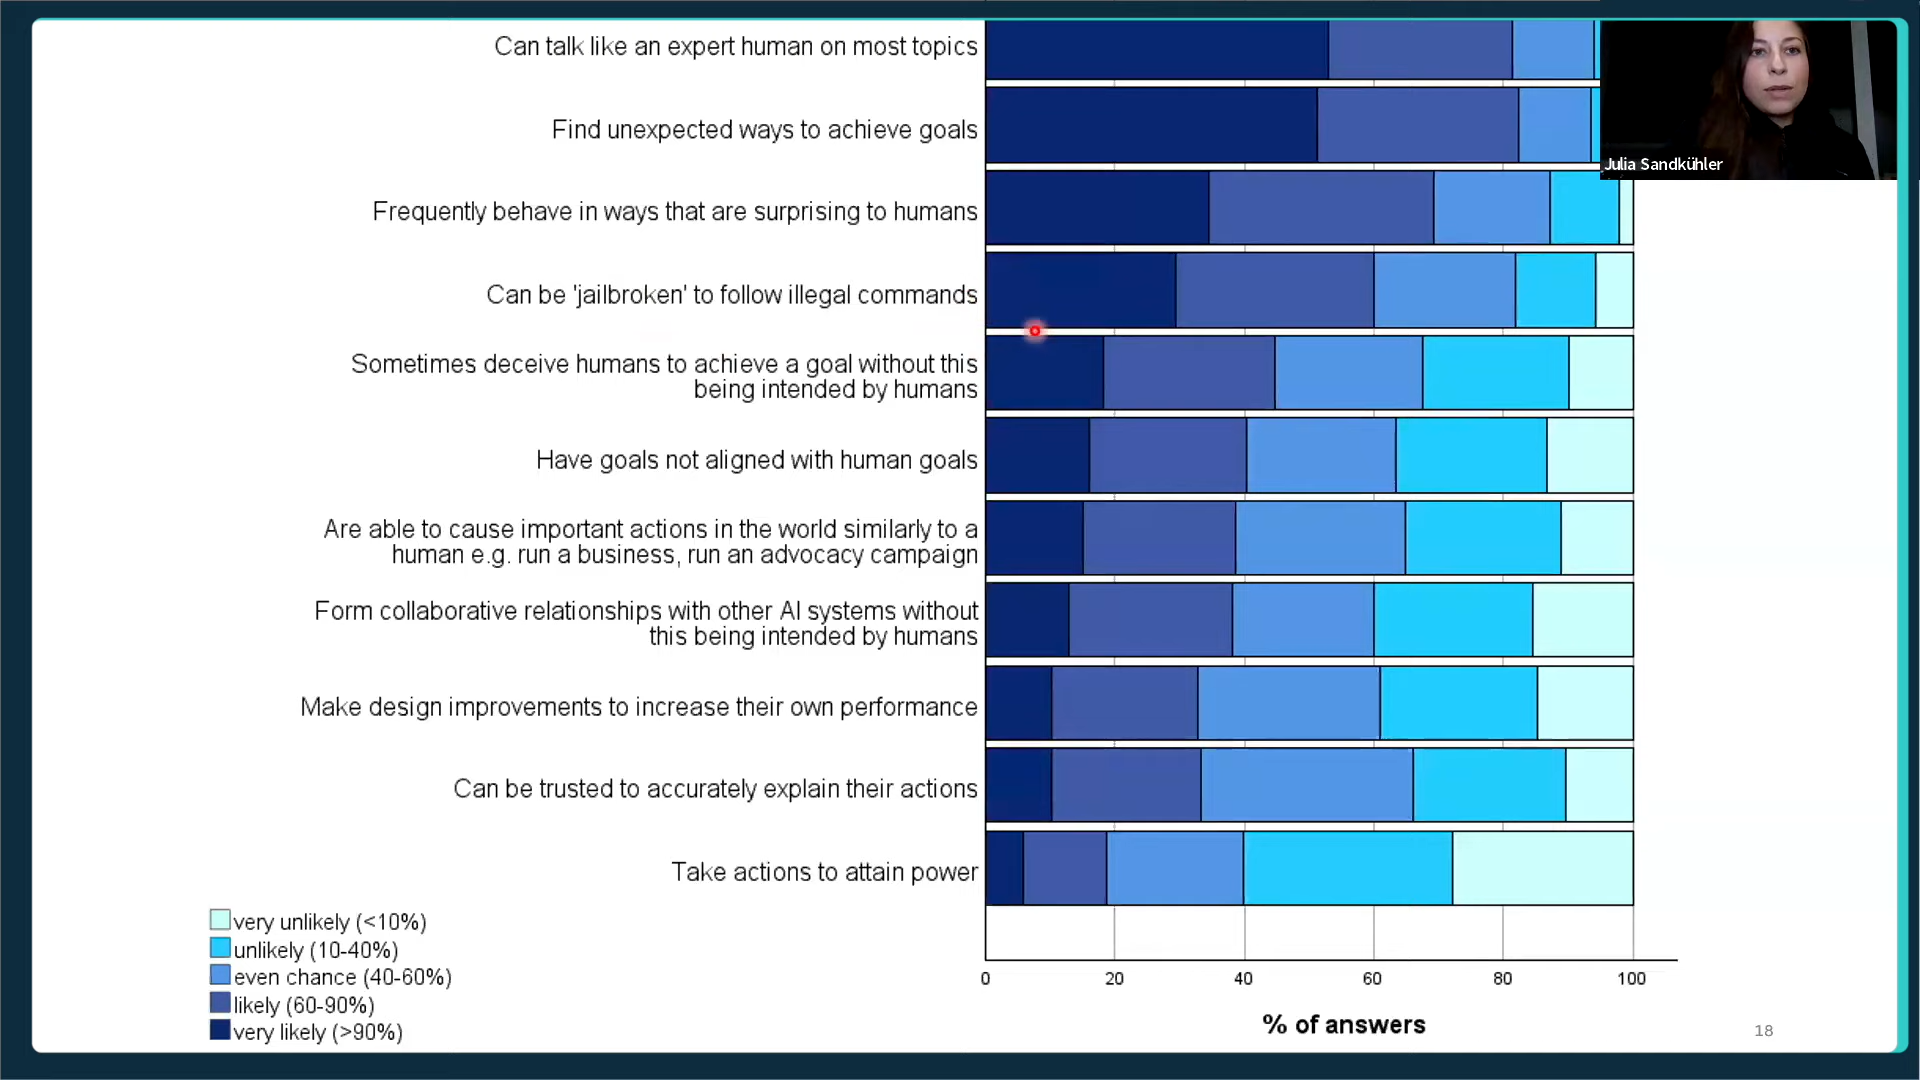 Can talk like an expert human on most topics
Find unexpected ways to achieve goals
Julia Sandkühler
Frequently behave in ways that are surprising to humans
Can be 'jailbroken' to follow illegal commands
Sometimes deceive humans to achieve a goal without this
being intended by humans
Have goals not aligned with human goals
Are able to cause important actions in the world similarly to a
human e.g. run a business, run an advocacy campaign
Form collaborative relationships with other AI systems without
this being intended by humans
Make design improvements to increase their own performance
Can be trusted to accurately explain their actions
Take actions to attain power
very unlikely (<10%)
unlikely (10-40%)
even chance (40-60%)
likely (60-90%)
very likely (>90%)
0 20 40 60 80 100
% of answers
18